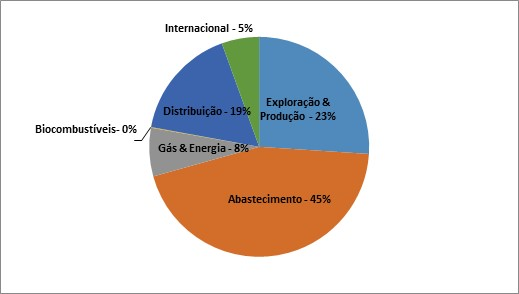 Internacional - 5%
Exploração &
Produção - 23%
Distribuição - 19%
Biocombustíveis- 0%
Gás & Energia - 8%
Abastecimento - 45%